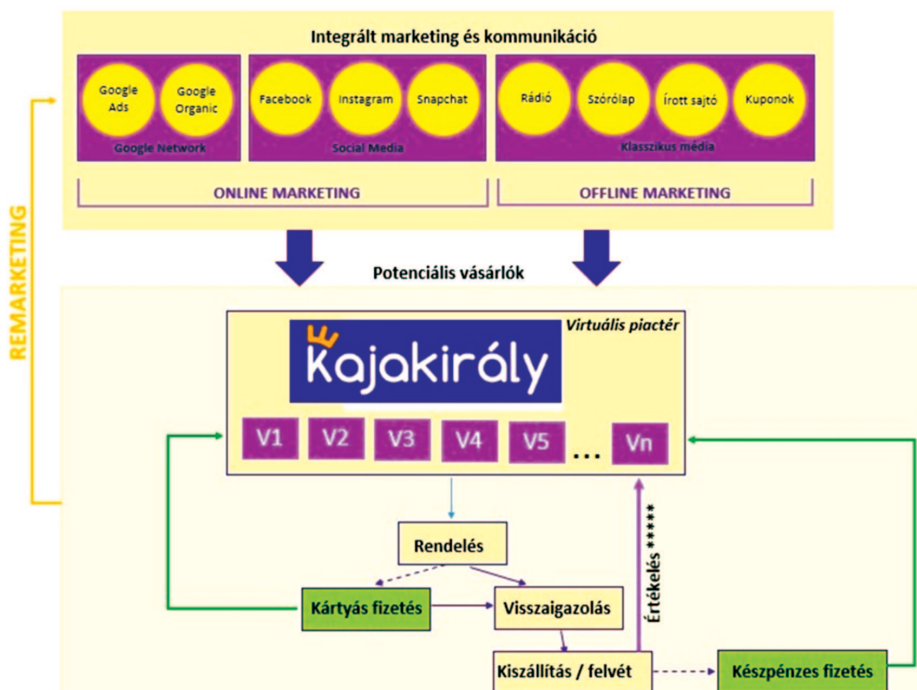 Integrált marketing és kommunikáció
Google
Ads
Google
Organic
Google Network
Facebook
Instagram
Snapchat
Social Media
Rádió
Szórólap
Írott sajtó
Kuponok
Klasszikus média
ONLINE MARKETING
OFFLINE MARKETING
REMARKETING
Potenciális vásárlók
Virtuális piactér
Kajakirály
V1 V2 V3 V4 V5 ... Vn
Rendelés
Értékelés *****
Kártyás fizetés
Visszaigazolás
Kiszállítás / felvét
Készpénzes fizetés